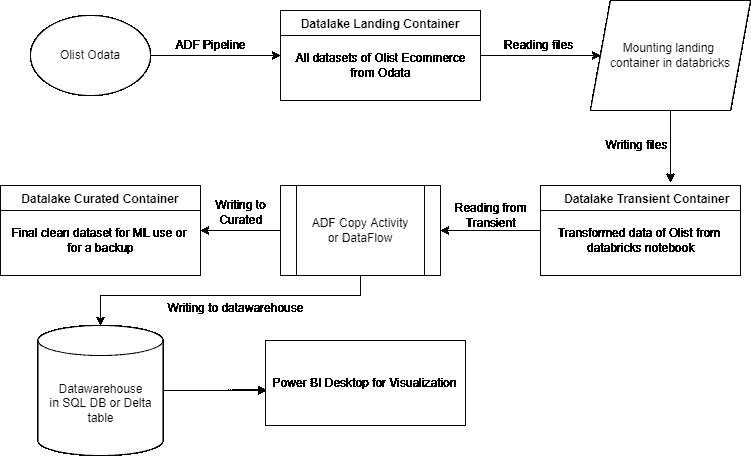 Olist Odata
ADF Pipeline
Datalake Landing Container
All datasets of Olist Ecommerce
from Odata
Reading files
Mounting landing
container in databricks
Writing files
Datalake Transient Container
Transformed data of Olist from
databricks notebook
Reading from
Transient
ADF Copy Activity
or DataFlow
Writing to
Curated
Datalake Curated Container
Final clean dataset for ML use or
for a backup
Writing to datawarehouse
Datawarehouse
in SQL DB or Delta
table
Power BI Desktop for Visualization